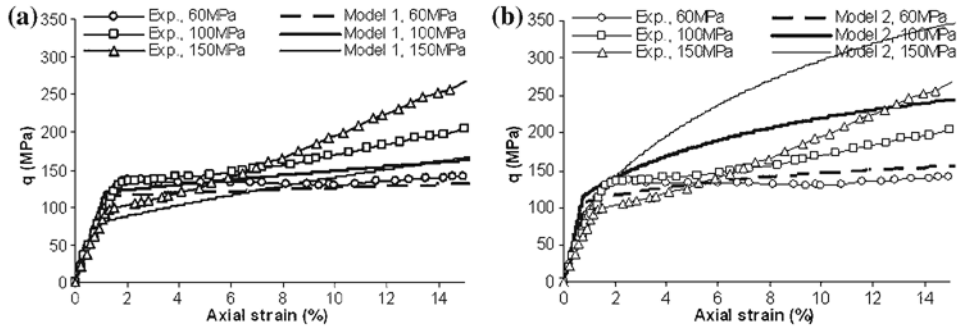 (a)
Exp., 60MPa
Exp., 100MPa
Exp., 150MPa
Model 1, 60MPa
Model 1, 100MPa
Model 1, 150MPa
350
300
250
200
150
100
50
0
q (MPa)
0 2 4 6 8 10 12 14
Axial strain (%)
(b)
Exp., 60MPa
Exp., 100MPa
Exp., 150MPa
Model 2, 60MPa
Model 2, 100MPa
Model 2, 150MPa
350
300
250
200
150
100
50
0
q (MPa)
0 2 4 6 8 10 12 14
Axial strain (%)